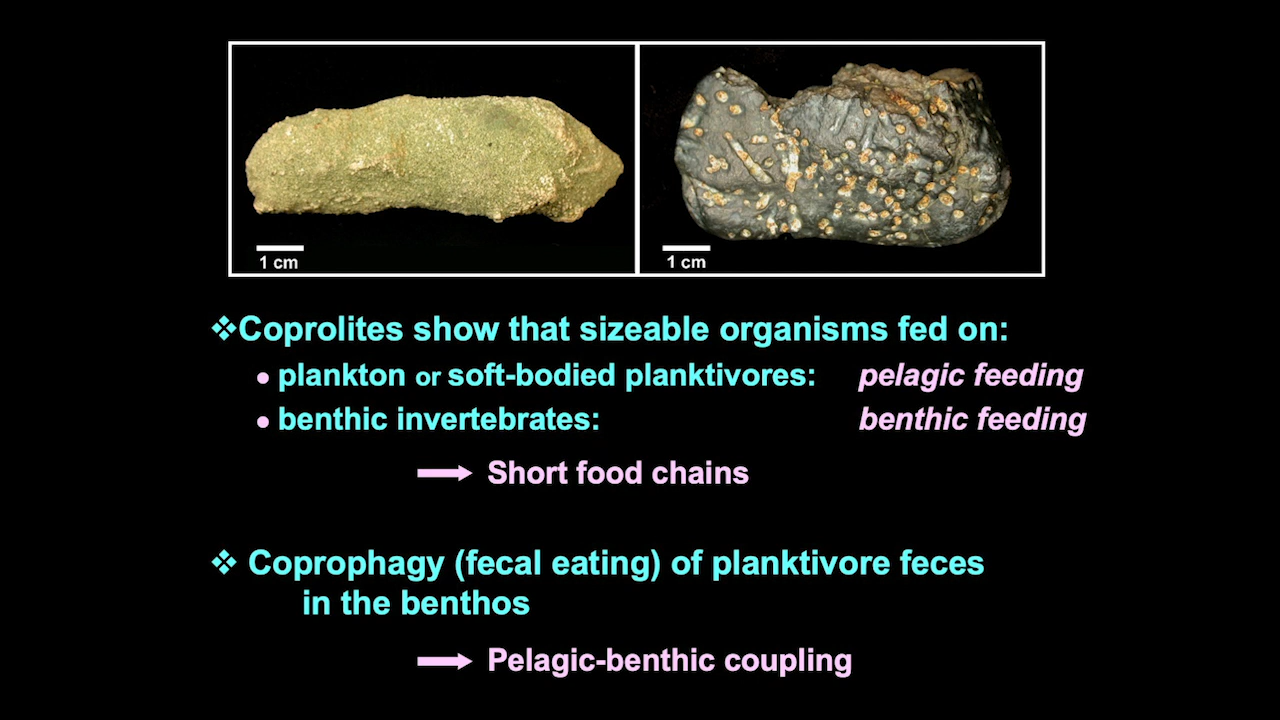 1 cm
1 cm
❖Coprolites show that sizeable organisms fed on:
• plankton or soft-bodied planktivores: pelagic feeding
• benthic invertebrates: benthic feeding
Short food chains
❖ Coprophagy (fecal eating) of planktivore feces
in the benthos
Pelagic-benthic coupling